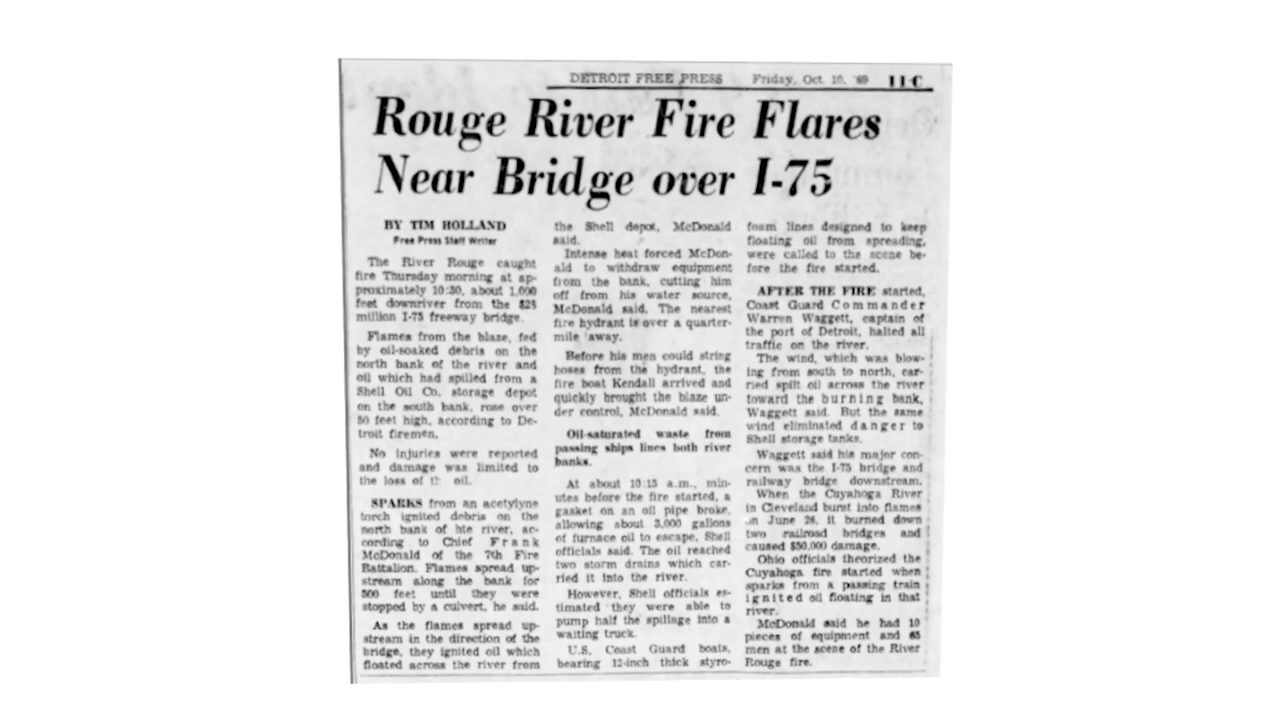 DETROIT FREE PRESS Friday, Oct. 10, '69 11-C
Rouge River Fire Flares
Near Bridge over I-75
BY TIM HOLLAND
Free Press Staff Writer
The River Rouge caught
fire Thursday morning at ap-
proximately 10:30, about 1,000
feet downriver from the $25
million I-75 freeway bridge.
Flames from the blaze, fed
by oil-soaked debris on the
north bank of the river and
oil which had spilled from a
Shell Oil Co. storage depot
on the south bank, rose over
50 feet high, according to De-
troit firemen.
No injuries were reported
and damage was limited to
the loss of oil.
SPARKS from an acetylyne
torch ignited debris on the
north bank of hte river, ac-
cording to Chief Frank
McDonald of the 7th Fire
Battalion. Flames spread up-
stream along the bank for
500 feet until they were
stopped by a culvert, he said.
As the flames spread up-
stream in the direction of the
bridge, they ignited oil which
floated across the river from
the Shell depot, McDonald
said.
Intense heat forced McDon-
ald to withdraw equipment
from the bank, cutting him
off from his water source,
McDonald said. The nearest
fire hydrant is over a quarter-
mile away.
Before his men could string
hoses from the hydrant, the
fire boat Kendall arrived and
quickly brought the blaze un-
der control, McDonald said.
Oil-saturated waste from
passing ships lines both river
banks.
At about 10:15 a.m., min-
utes before the fire started, a
gasket on an oil pipe broke,
allowing about 3,000 gallons
of furnace oil to escape, Shell
officials said. The oil reached
two storm drains which car-
ried it into the river.
However, Shell officials es-
timated they were able to
pump half the spillage into a
waiting truck.
U.S. Coast Guard boats,
bearing 12-inch thick styro-
foam lines designed to keep
floating oil from spreading,
were called to the scene be-
fore the fire started.
AFTER THE FIRE started,
Coast Guard Commander
Warren Waggett, captain of
the port of Detroit, halted all
traffic on the river.
The wind, which was blow-
ing from south to north, car-
ried spilt oil across the river
toward the burning bank,
Waggett said. But the same
wind eliminated danger to
Shell storage tanks.
Waggett said his major con-
cern was the I-75 bridge and
railway bridge downstream.
When the Cuyahoga River
in Cleveland burst into flames
on June 26, it burned down
two railroad bridges and
caused $50,000 damage.
Ohio officials theorized the
Cuyahoga fire started when
sparks from a passing train
ignited oil floating in that
river.
McDonald said he had 10
pieces of equipment and 65
men at the scene of the River
Rouge fire.